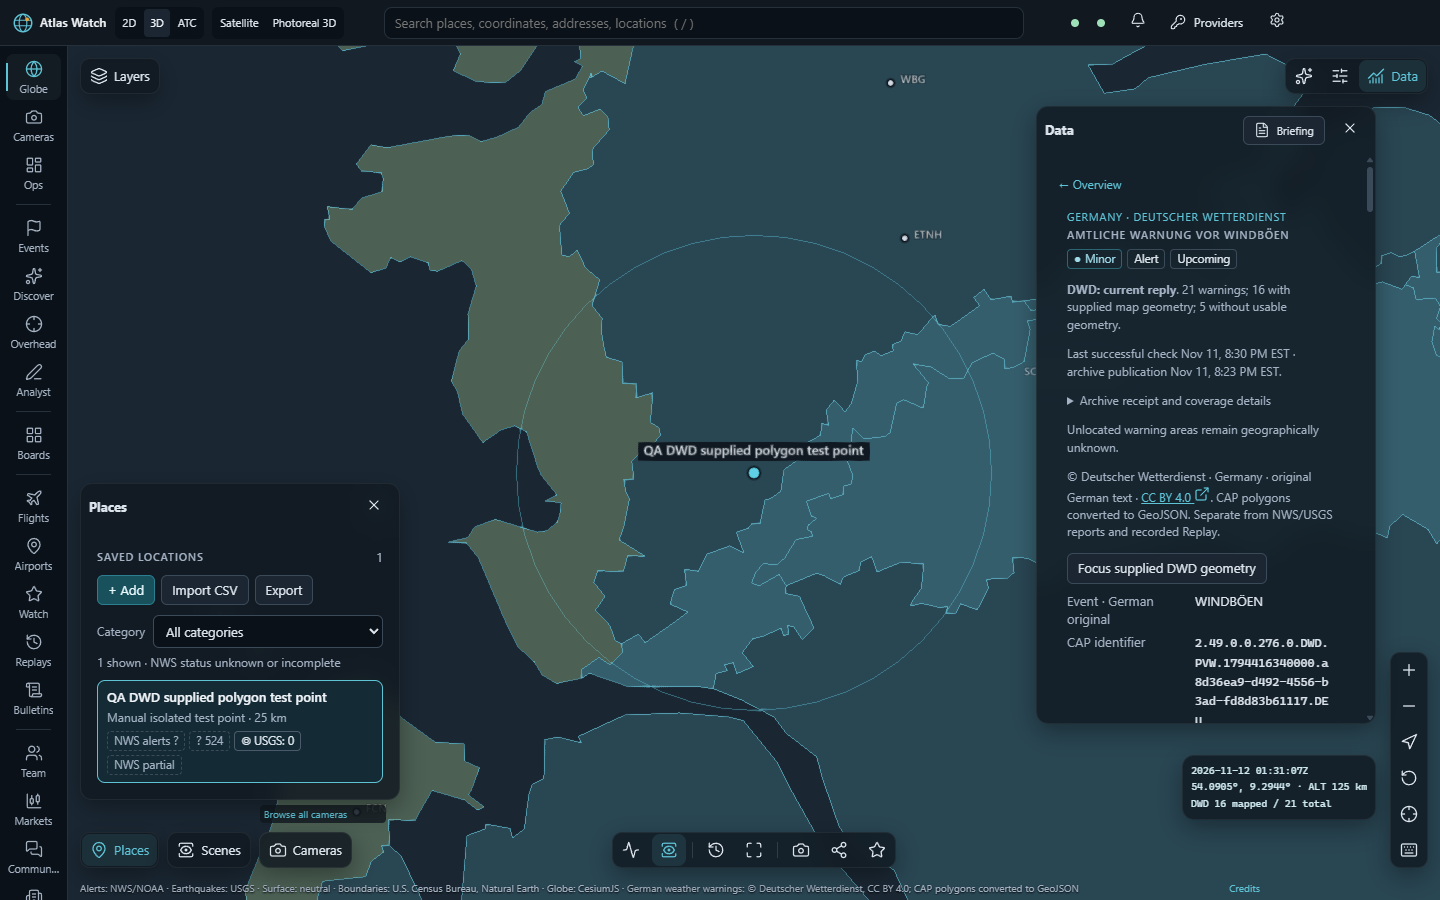 Atlas Watch
2D 3D ATC
Satellite Photoreal 3D
Search places, coordinates, addresses, locations ( / )
Providers
Globe
Cameras
Ops
Events
Discover
Overhead
Analyst
Boards
Flights
Airports
Watch
Replays
Bulletins
Team
Markets
Commun...
Layers
Data
WBG
ETNH
QA DWD supplied polygon test point
Places
SAVED LOCATIONS 1
+ Add Import CSV Export
Category All categories
1 shown · NWS status unknown or incomplete
QA DWD supplied polygon test point
Manual isolated test point · 25 km
NWS alerts ? ? 524 USGS: 0
NWS partial
Browse all cameras
Places Scenes Cameras
Data Briefing
← Overview
GERMANY · DEUTSCHER WETTERDIENST
AMTLICHE WARNUNG VOR WINDBÖEN
Minor Alert Upcoming
DWD: current reply. 21 warnings; 16 with
supplied map geometry; 5 without usable
geometry.
Last successful check Nov 11, 8:30 PM EST ·
archive publication Nov 11, 8:23 PM EST.
Archive receipt and coverage details
Unlocated warning areas remain geographically
unknown.
© Deutscher Wetterdienst · Germany · original
German text · CC BY 4.0 . CAP polygons
converted to GeoJSON. Separate from NWS/USGS
reports and recorded Replay.
Focus supplied DWD geometry
Event · German original WINDBÖEN
CAP identifier 2.49.0.0.276.0.DWD.
PVW.1794416340000.a
8d36ea9-d492-4556-b
3ad-fd8d83b61117.DE
2026-11-12 01:31:07Z
54.0905°, 9.2944° · ALT 125 km
DWD 16 mapped / 21 total
Alerts: NWS/NOAA · Earthquakes: USGS · Surface: neutral · Boundaries: U.S. Census Bureau, Natural Earth · Globe: CesiumJS · German weather warnings: © Deutscher Wetterdienst, CC BY 4.0; CAP polygons converted to GeoJSON
Credits